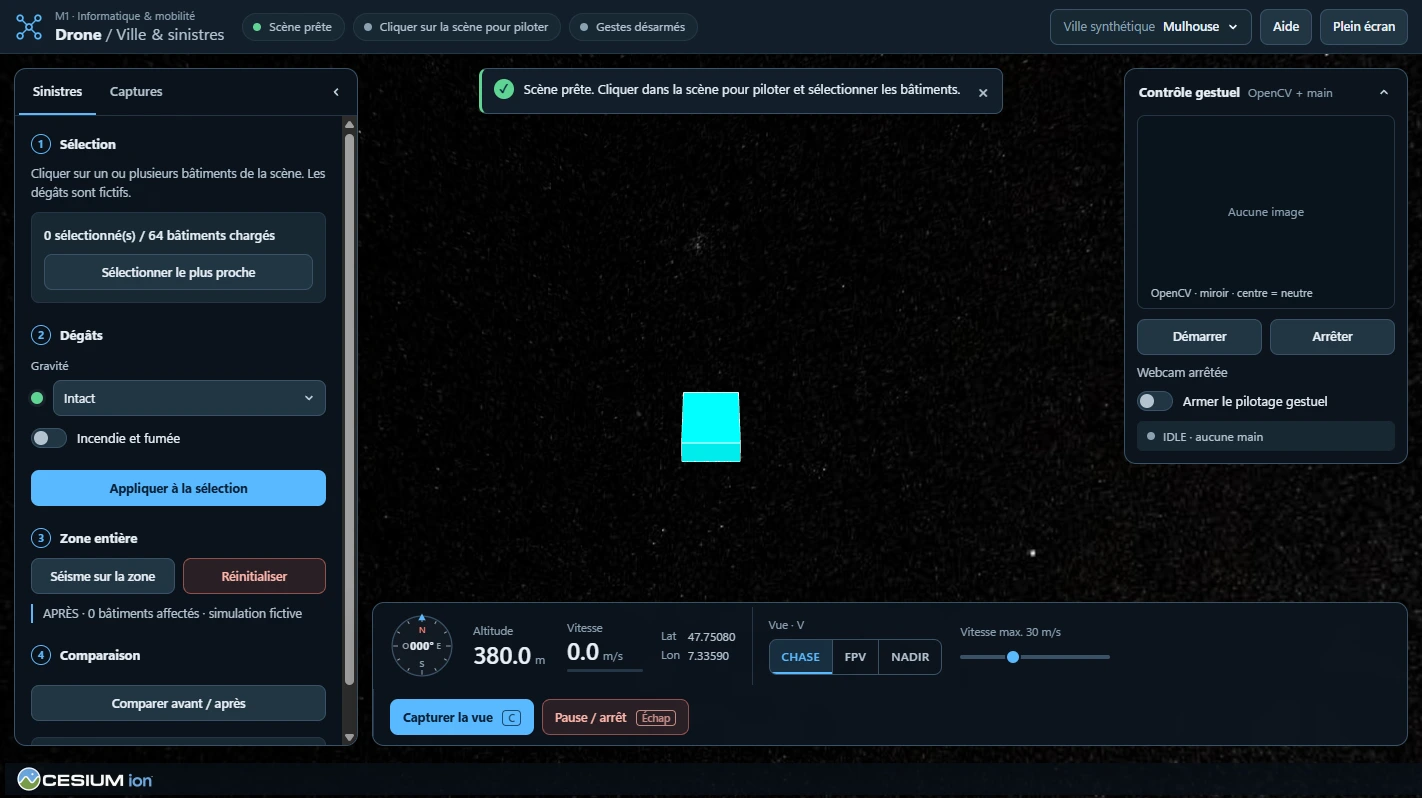 M1 · Informatique & mobilité
Drone / Ville & sinistres
Scène prête
Cliquer sur la scène pour piloter
Gestes désarmés
Ville synthétique Mulhouse
Aide
Plein écran
Sinistres
Captures
1 Sélection
Cliquer sur un ou plusieurs bâtiments de la scène. Les
dégâts sont fictifs.
0 sélectionné(s) / 64 bâtiments chargés
Sélectionner le plus proche
2 Dégâts
Gravité
Intact
Incendie et fumée
Appliquer à la sélection
3 Zone entière
Séisme sur la zone
Réinitialiser
APRÈS · 0 bâtiments affectés · simulation fictive
4 Comparaison
Comparer avant / après
Scène prête. Cliquer dans la scène pour piloter et sélectionner les bâtiments.
Contrôle gestuel OpenCV + main
Aucune image
OpenCV · miroir · centre = neutre
Démarrer
Arrêter
Webcam arrêtée
Armer le pilotage gestuel
IDLE · aucune main
N
O 000° E
S
Altitude
380.0 m
Vitesse
0.0 m/s
Lat 47.75080
Lon 7.33590
Vue · V
CHASE
FPV
NADIR
Vitesse max. 30 m/s
Capturer la vue C
Pause / arrêt Échap
CESIUM ion